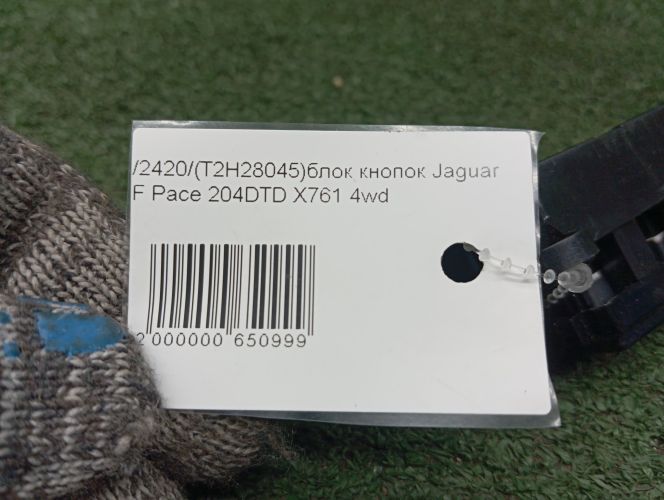 /2420/(T2H28045)блок кнопок Jaguar
F Pace 204DTD X761 4wd
2 000000 650999